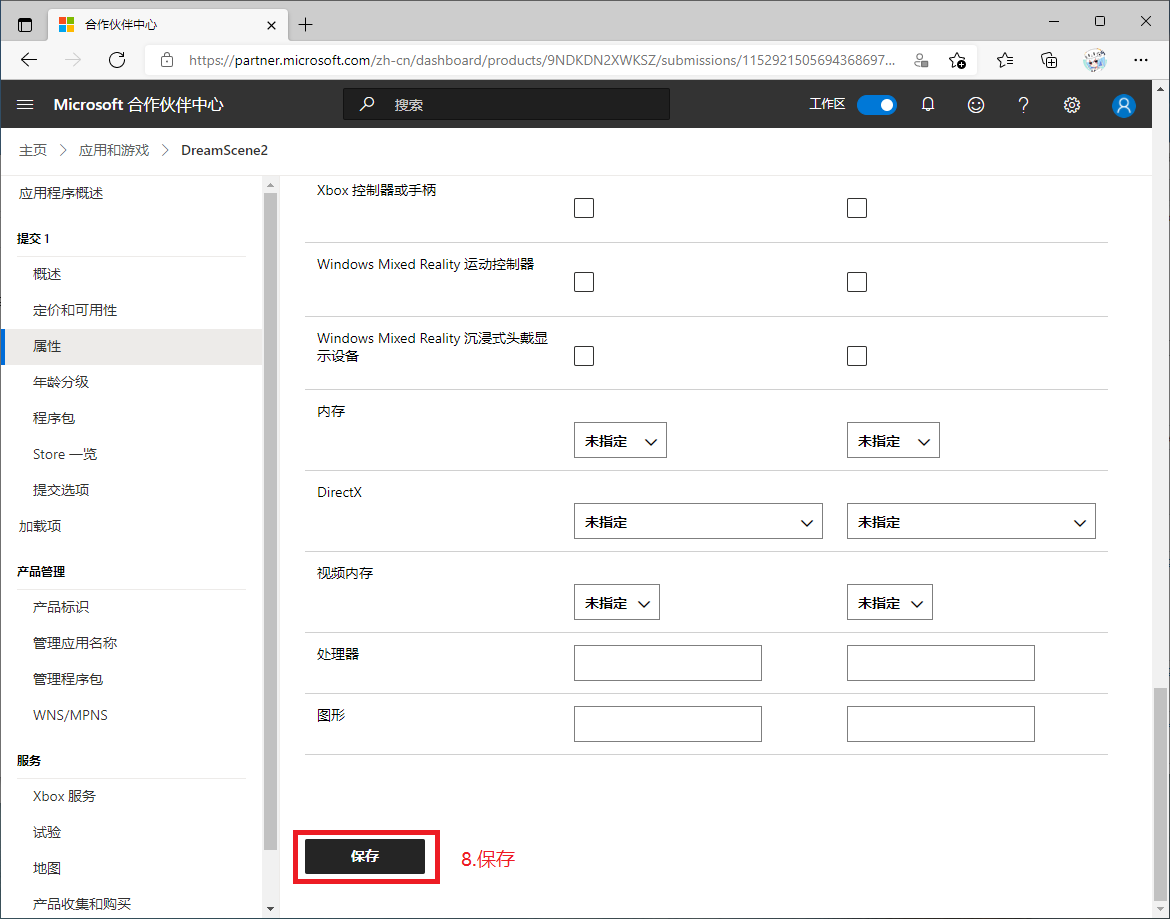 合作伙伴中心
https://partner.microsoft.com/zh-cn/dashboard/products/9NDKDN2XWKSZ/submissions/1152921505694368697...
Microsoft 合作伙伴中心
搜索
工作区
主页
应用和游戏
DreamScene2
应用程序概述
提交 1
概述
定价和可用性
属性
年龄分级
程序包
Store 一览
提交选项
加载项
产品管理
产品标识
管理应用名称
管理程序包
WNS/MPNS
服务
Xbox 服务
试验
地图
产品收集和购买
Xbox 控制器或手柄
Windows Mixed Reality 运动控制器
Windows Mixed Reality 沉浸式头戴显
示设备
内存
未指定
未指定
DirectX
未指定
未指定
视频内存
未指定
未指定
处理器
图形
保存
8.保存